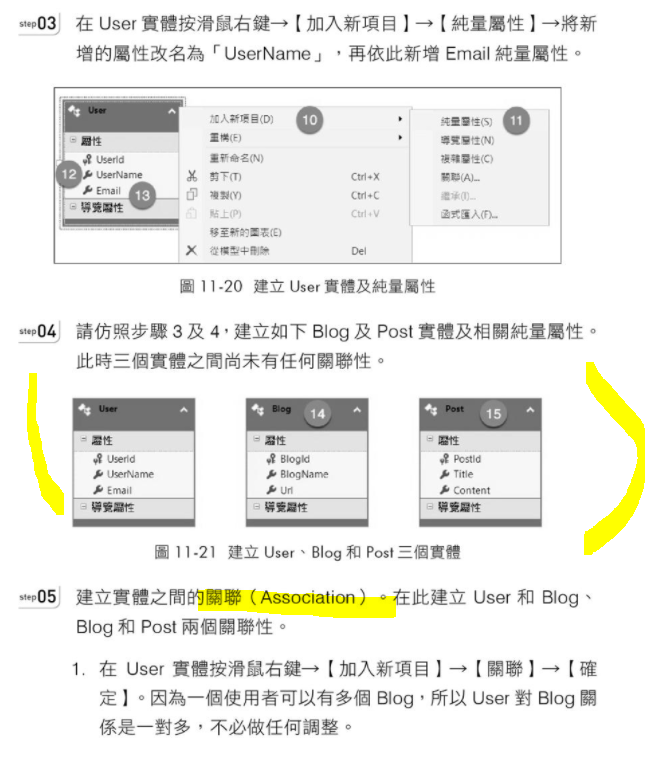 step03 在 User 實體按滑鼠右鍵→【加入新項目】→【純量屬性】→將新
增的屬性改名為「UserName」，再依此新增 Email 純量屬性。
User
屬性
UserId
UserName
Email
導覽屬性
12
13
加入新項目(D)
10
重構(E)
重新命名(N)
剪下(T) Ctrl+X
複製(Y) Ctrl+C
貼上(P) Ctrl+V
移至新的圖表(E)
從模型中刪除 Del
純量屬性(S)
11
導覽屬性(N)
複雜屬性(C)
關聯(A)...
繼承(I)...
函式匯入(F)...
圖 11-20 建立 User 實體及純量屬性
step04 請仿照步驟 3 及 4，建立如下 Blog 及 Post 實體及相關純量屬性。
此時三個實體之間尚未有任何關聯性。
User
屬性
UserId
UserName
Email
導覽屬性
Blog
14
屬性
BlogId
BlogName
Url
導覽屬性
Post
15
屬性
PostId
Title
Content
導覽屬性
圖 11-21 建立 User、Blog 和 Post 三個實體
step05 建立實體之間的關聯（Association）。在此建立 User 和 Blog、
Blog 和 Post 兩個關聯性。
1. 在 User 實體按滑鼠右鍵→【加入新項目】→【關聯】→【確
定】。因為一個使用者可以有多個 Blog，所以 User 對 Blog 關
係是一對多，不必做任何調整。